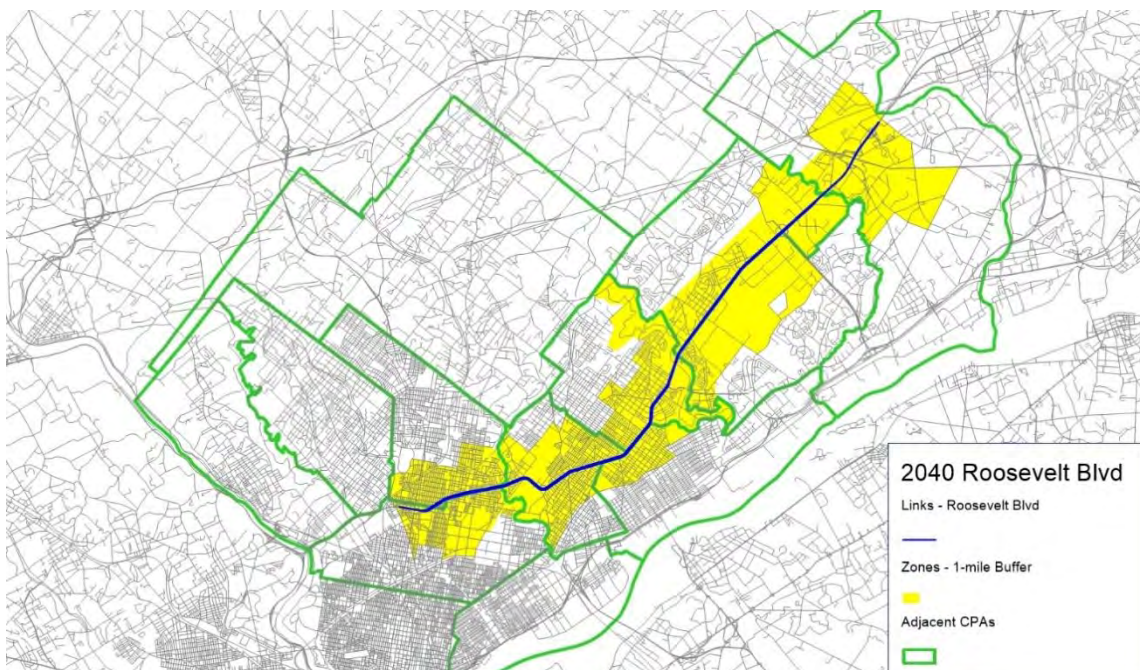 2040 Roosevelt Blvd
Links - Roosevelt Blvd
Zones - 1-mile Buffer
Adjacent CPAs